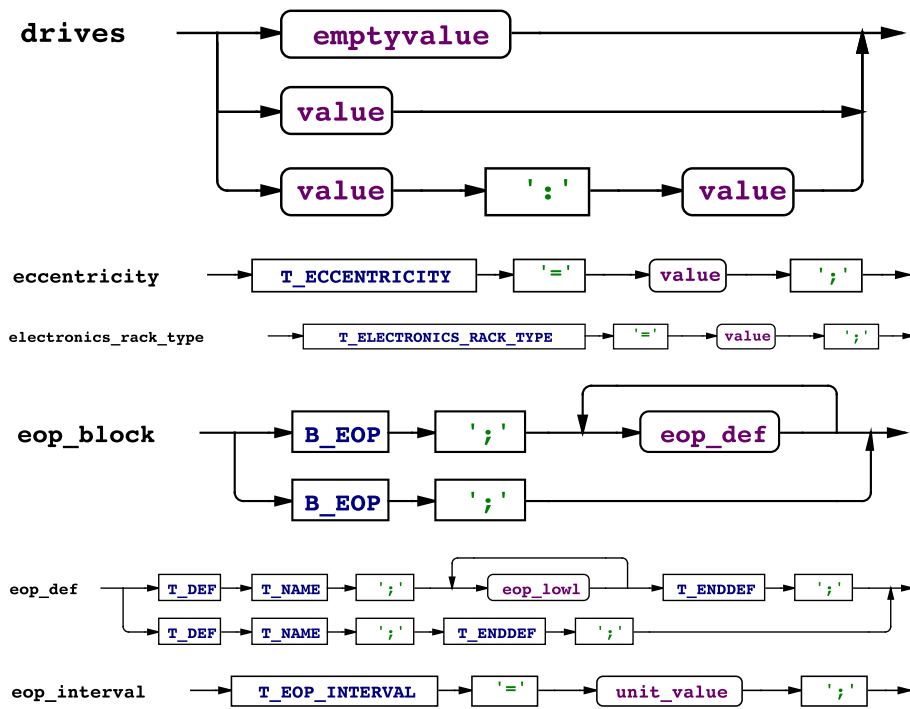 drives emptyvalue
value
value ':' value
eccentricity T_ECCENTRICITY '=' value ';'
electronics_rack_type T_ELECTRONICS_RACK_TYPE '=' value ';'
eop_block B_EOP ';' eop_def
B_EOP ';'
eop_def T_DEF T_NAME ';' eop_lowl T_ENDDEF ';'
T_DEF T_NAME ';' T_ENDDEF ';'
eop_interval T_EOP_INTERVAL '=' unit_value ';'